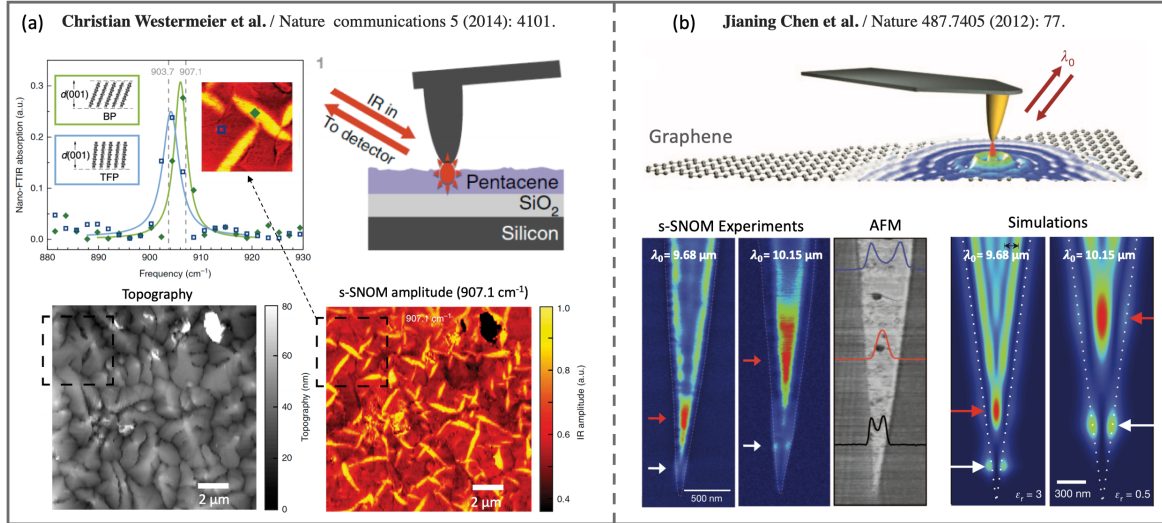 (a) Christian Westermeier et al. / Nature communications 5 (2014): 4101.
903.7 907.1
0.3
0.2
0.1
0.0
Nano-FTIR absorption (a.u.)
d(001)
BP
d(001)
TFP
880 890 900 910 920 930
Frequency (cm⁻¹)
1
IR in
To detector
Pentacene
SiO₂
Silicon
Topography
80
60
40
20
0
Topography (nm)
2 μm
s-SNOM amplitude (907.1 cm⁻¹)
907.1 cm⁻¹
1.0
0.8
0.6
0.4
IR amplitude (a.u.)
2 μm
(b) Jianing Chen et al. / Nature 487.7405 (2012): 77.
λ₀
Graphene
s-SNOM Experiments
AFM
Simulations
λ₀ = 9.68 μm
λ₀ = 10.15 μm
λ₀ = 9.68 μm
λ₀ = 10.15 μm
500 nm
εᵣ = 3
300 nm
εᵣ = 0.5